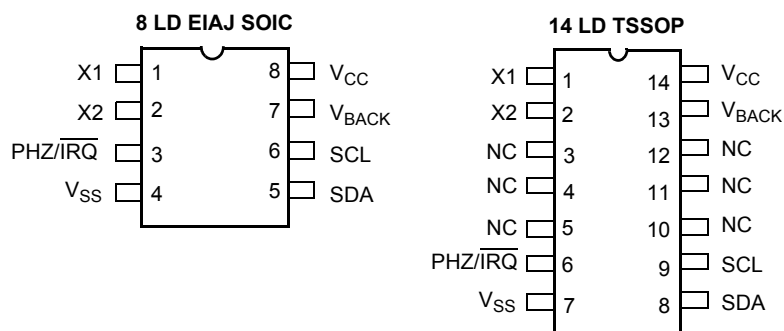 8 LD EIAJ SOIC
X1 1 8 VCC
X2 2 7 VBACK
PHZ/IRQ 3 6 SCL
VSS 4 5 SDA
14 LD TSSOP
X1 1 14 VCC
X2 2 13 VBACK
NC 3 12 NC
NC 4 11 NC
NC 5 10 NC
PHZ/IRQ 6 9 SCL
VSS 7 8 SDA